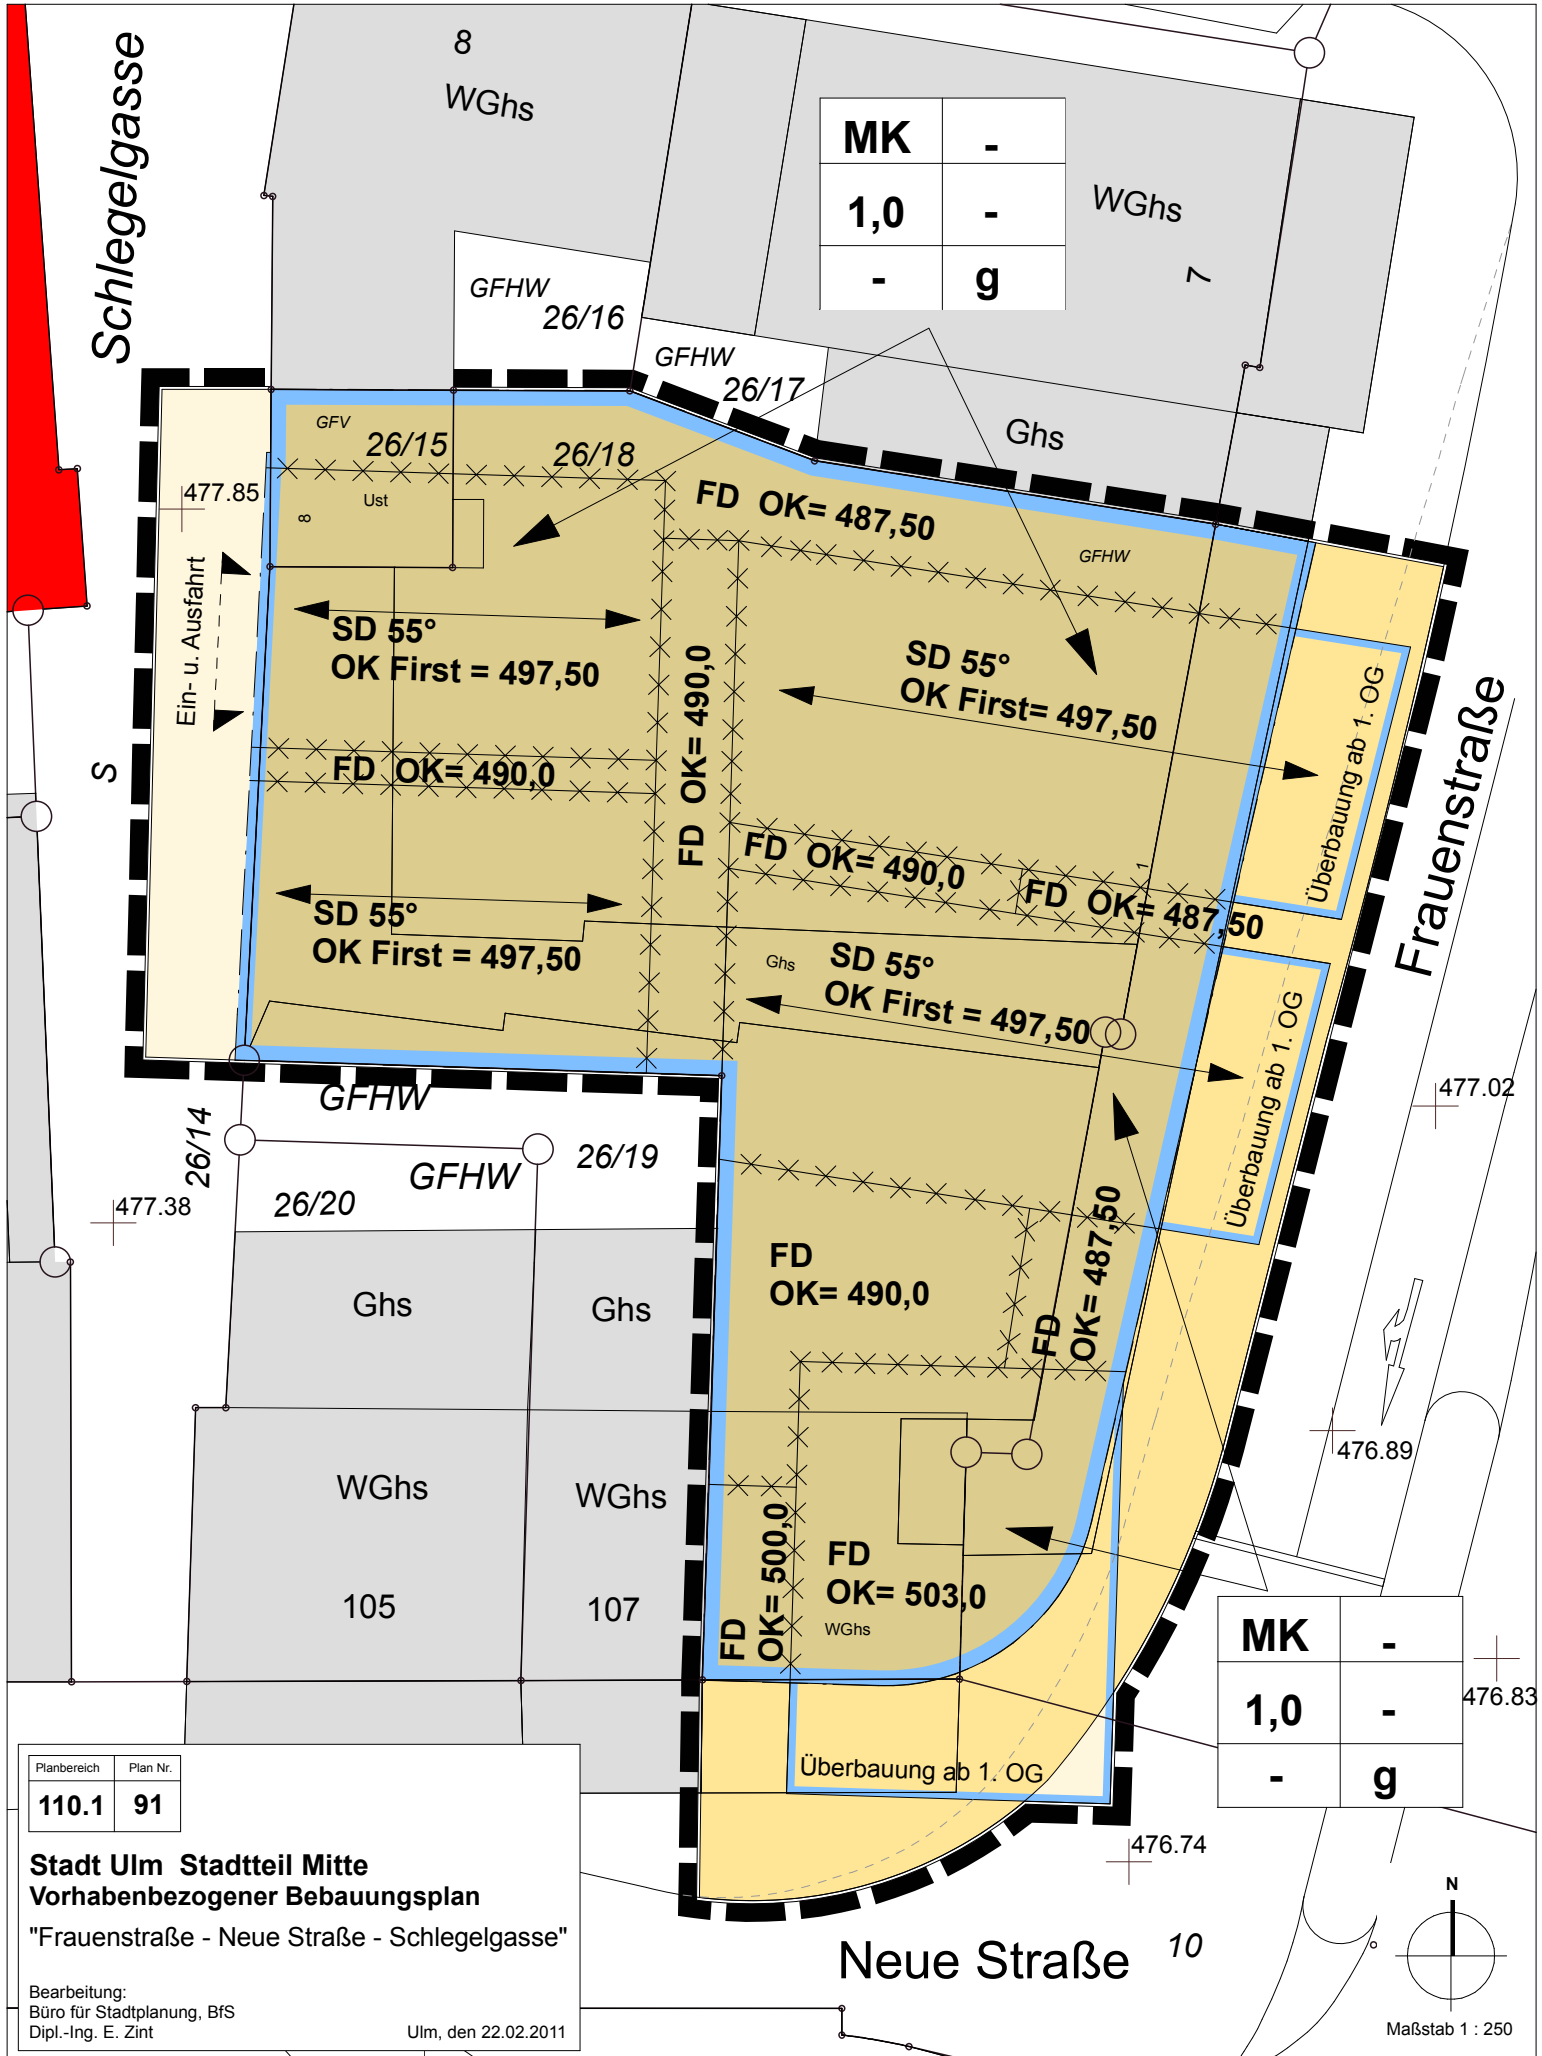 Schlegelgasse
8
WGhs
MK -
1,0 -
- g
WGhs
7
GFHW
26/16
GFHW
26/17
Ghs
GFV
26/15
26/18
477.85
Ust
8
FD OK= 487,50
GFHW
Ein- u. Ausfahrt
SD 55°
OK First = 497,50
FD OK= 490,0
SD 55°
OK First= 497,50
Überbauung ab 1. OG
Frauenstraße
S
FD OK= 490,0
FD OK= 490,0
1
FD OK= 487,50
SD 55°
OK First = 497,50
Ghs
SD 55°
OK First = 497,50
Überbauung ab 1. OG
477.02
GFHW
26/14
GFHW
26/19
26/20
477.38
FD
OK= 490,0
FD
OK= 487,50
Ghs
Ghs
476.89
WGhs
WGhs
FD
OK= 500,0
FD
OK= 503,0
WGhs
105
107
MK -
1,0 -
- g
476.83
Überbauung ab 1. OG
476.74
Planbereich Plan Nr.
110.1 91
Stadt Ulm Stadtteil Mitte
Vorhabenbezogener Bebauungsplan
"Frauenstraße - Neue Straße - Schlegelgasse"
Bearbeitung:
Büro für Stadtplanung, BfS
Dipl.-Ing. E. Zint Ulm, den 22.02.2011
Neue Straße 10
N
Maßstab 1 : 250